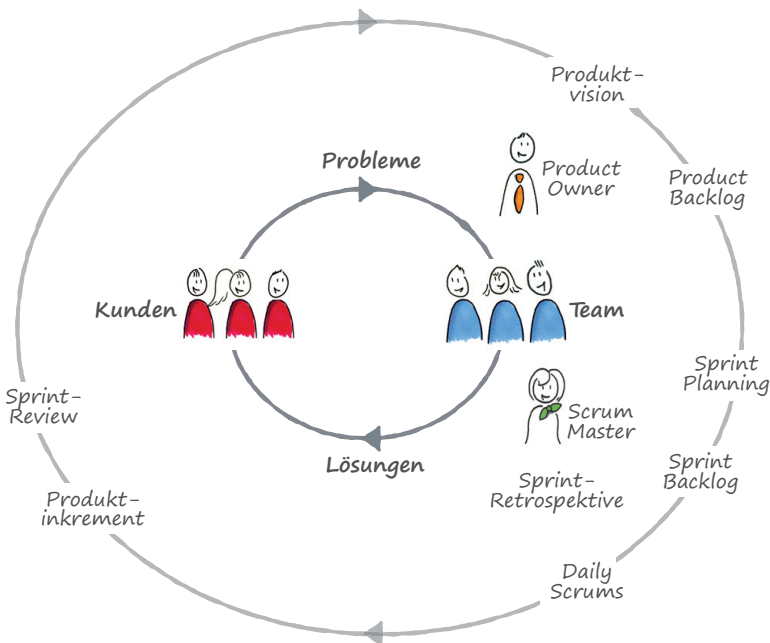 Produkt-
vision
Probleme
Product
Owner
Product
Backlog
Kunden
Team
Sprint
Planning
Sprint-
Review
Scrum
Master
Lösungen
Sprint
Backlog
Sprint-
Retrospektive
Produkt-
inkrement
Daily
Scrums